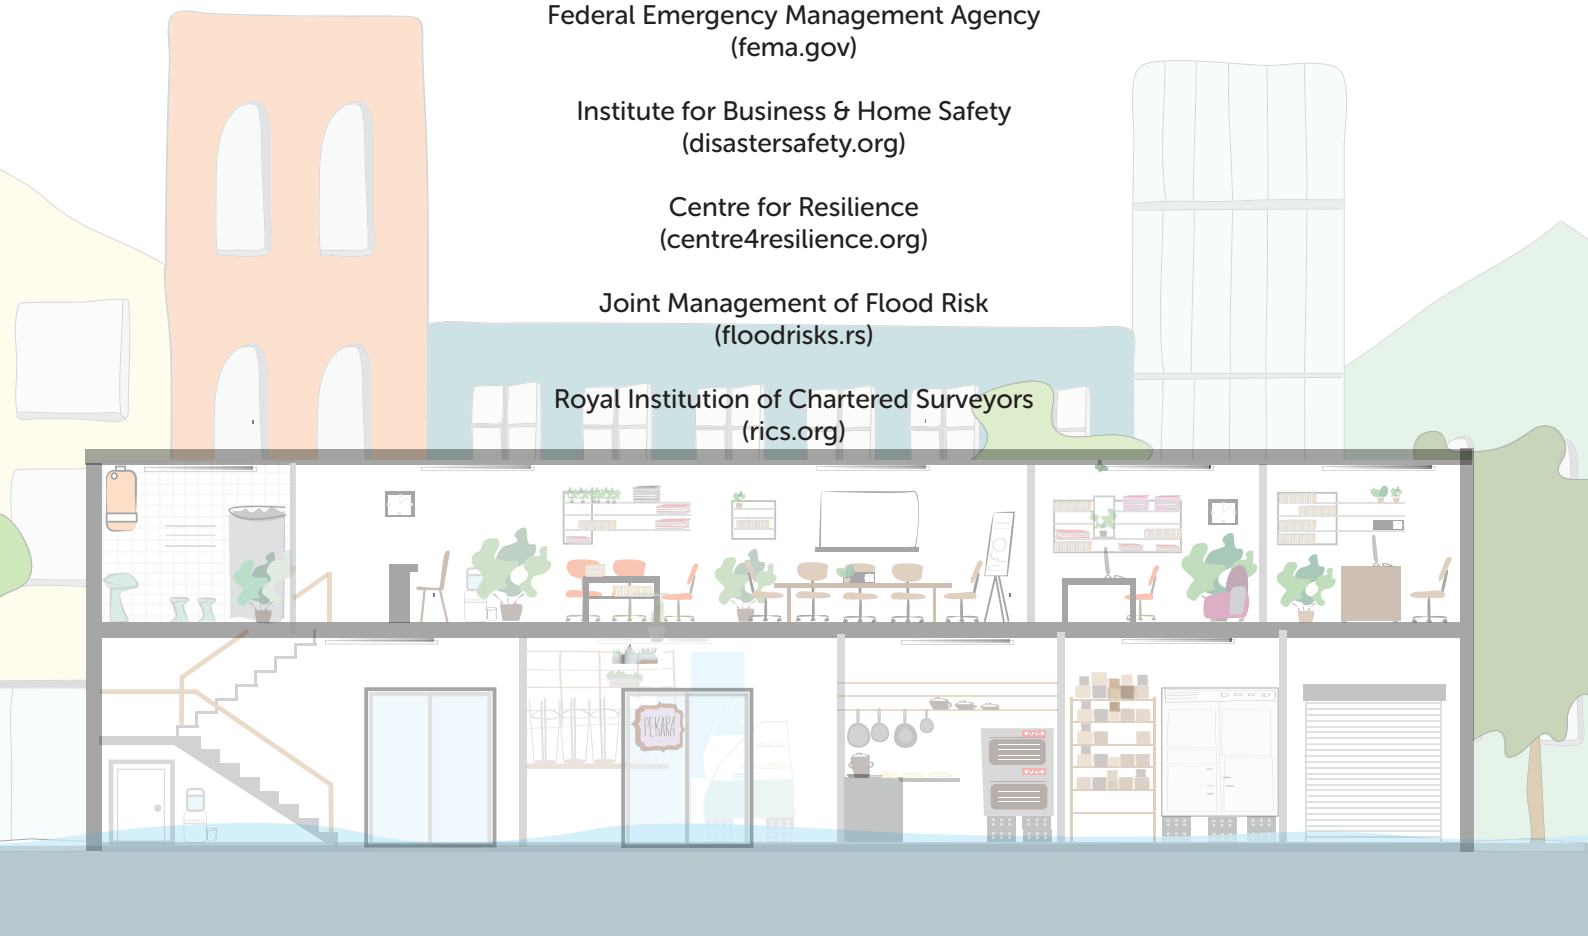 Federal Emergency Management Agency
(fema.gov)
Institute for Business & Home Safety
(disastersafety.org)
Centre for Resilience
(centre4resilience.org)
Joint Management of Flood Risk
(floodrisks.rs)
Royal Institution of Chartered Surveyors
(rics.org)
PEKARA